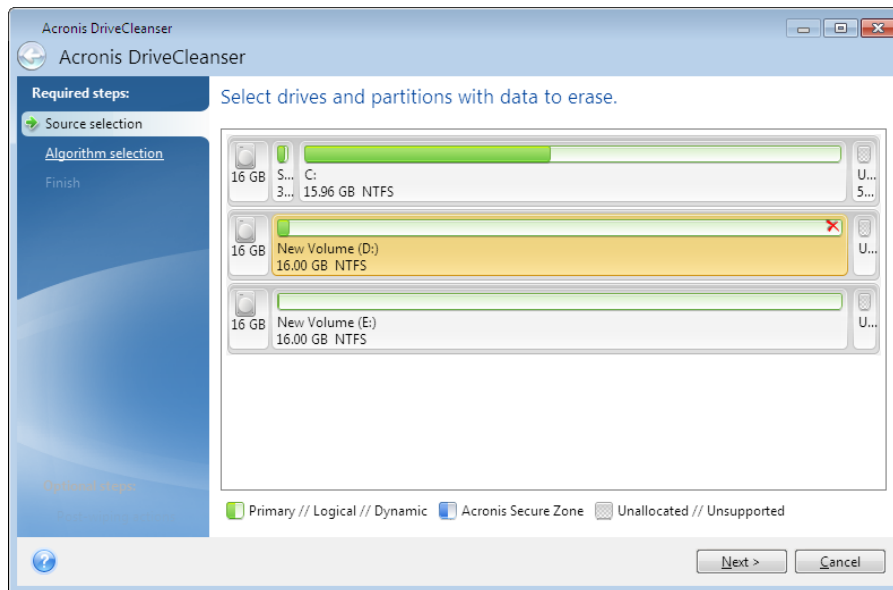 Acronis DriveCleanser
Acronis DriveCleanser
Required steps:
Source selection
Algorithm selection
Finish
Select drives and partitions with data to erase.
16 GB
S...
3...
C:
15.96 GB NTFS
U...
5...
16 GB
New Volume (D:)
16.00 GB NTFS
U...
16 GB
New Volume (E:)
16.00 GB NTFS
U...
Optional steps:
Primary // Logical // Dynamic
Acronis Secure Zone
Unallocated // Unsupported
Next >
Cancel